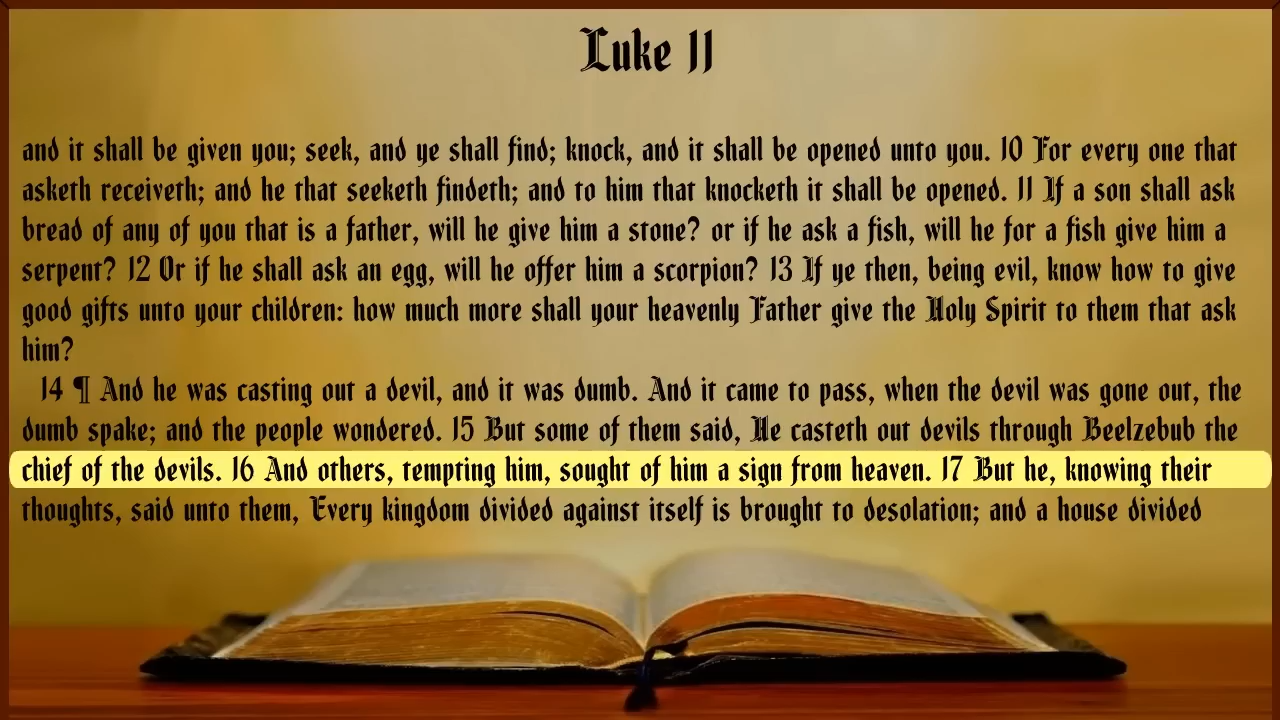 Luke 11
and it shall be given you; seek, and ye shall find; knock, and it shall be opened unto you. 10 For every one that
asketh receiveth; and he that seeketh findeth; and to him that knocketh it shall be opened. 11 If a son shall ask
bread of any of you that is a father, will he give him a stone? or if he ask a fish, will he for a fish give him a
serpent? 12 Or if he shall ask an egg, will he offer him a scorpion? 13 If ye then, being evil, know how to give
good gifts unto your children: how much more shall your heavenly Father give the Holy Spirit to them that ask
him?
14 ¶ And he was casting out a devil, and it was dumb. And it came to pass, when the devil was gone out, the
dumb spake; and the people wondered. 15 But some of them said, He casteth out devils through Beelzebub the
chief of the devils. 16 And others, tempting him, sought of him a sign from heaven. 17 But he, knowing their
thoughts, said unto them, Every kingdom divided against itself is brought to desolation; and a house divided